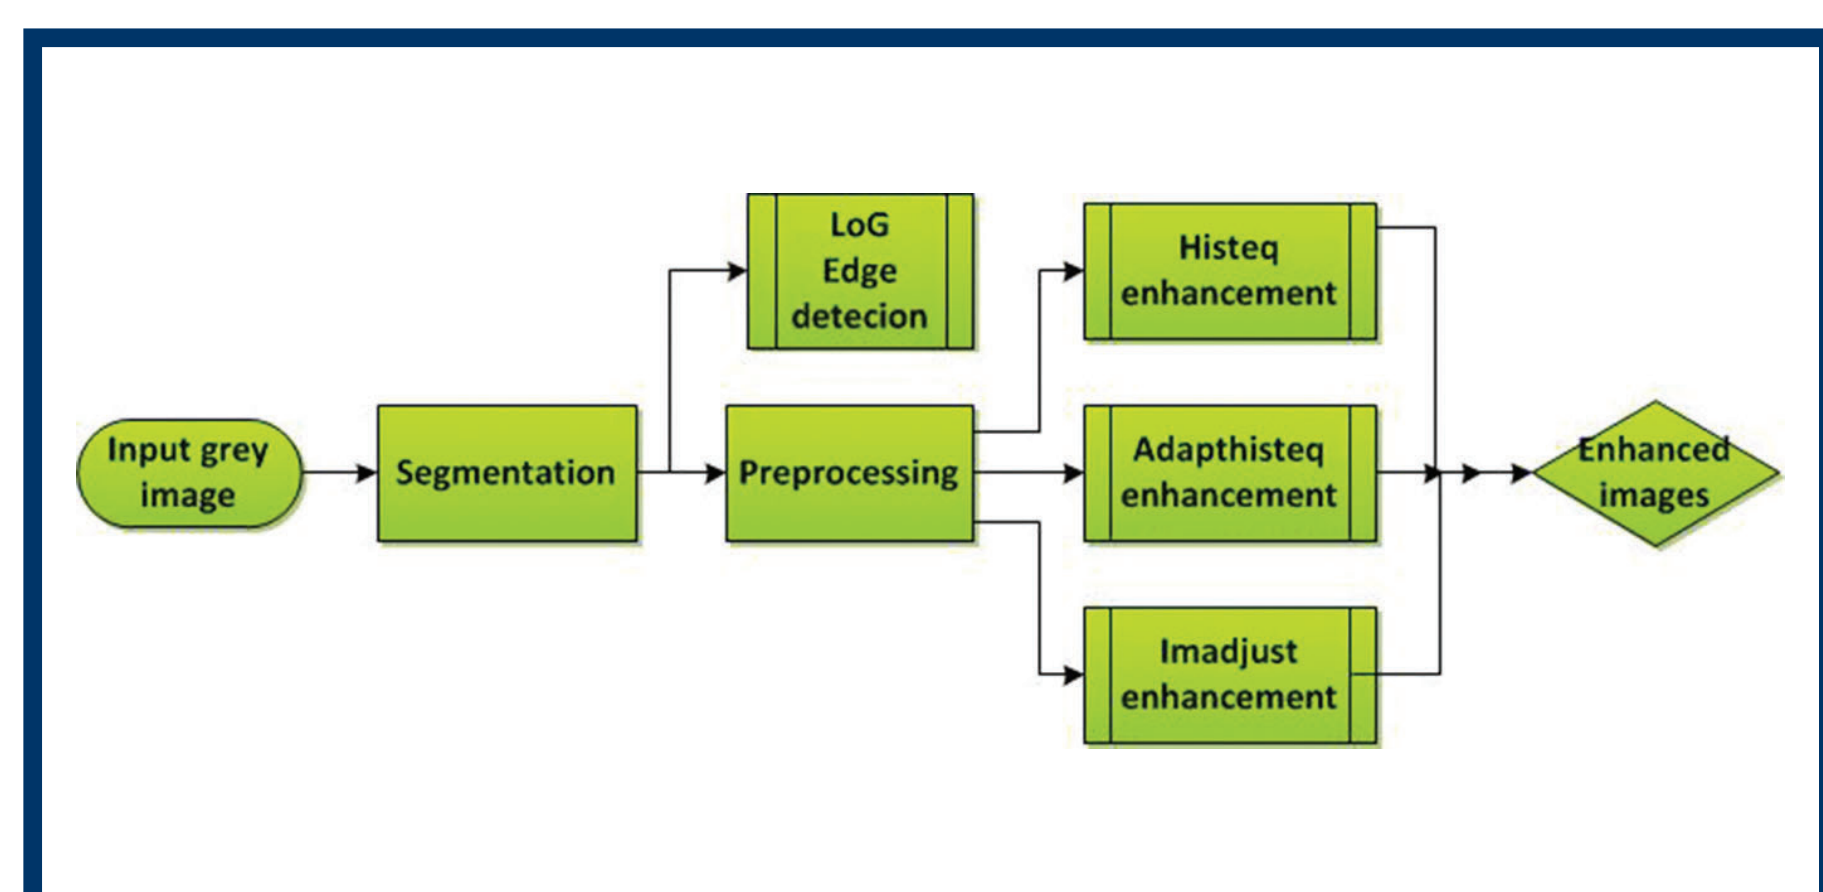 Input grey
image
Segmentation
LoG
Edge
detecion
Preprocessing
Histeq
enhancement
Adapthisteq
enhancement
Imadjust
enhancement
Enhanced
images